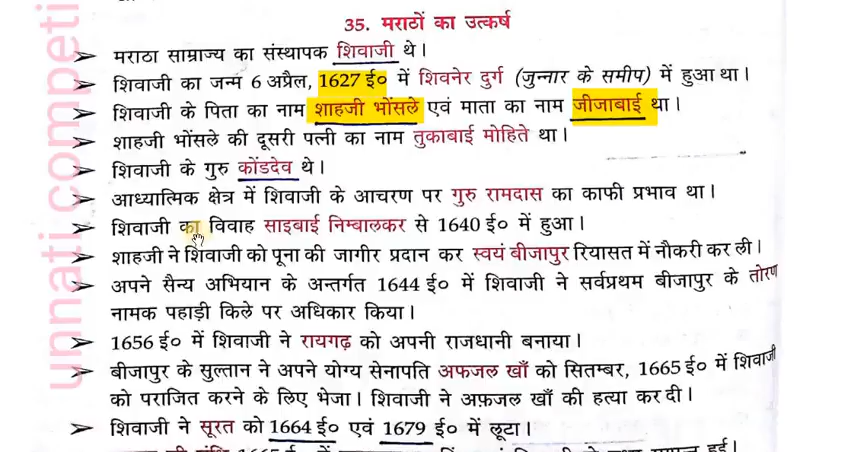 35. मराठों का उत्कर्ष
➤ मराठा साम्राज्य का संस्थापक शिवाजी थे।
➤ शिवाजी का जन्म 6 अप्रैल, 1627 ई० में शिवनेर दुर्ग (जुन्नार के समीप) में हुआ था।
➤ शिवाजी के पिता का नाम शाहजी भोंसले एवं माता का नाम जीजाबाई था।
➤ शाहजी भोंसले की दूसरी पत्नी का नाम तुकाबाई मोहिते था।
➤ शिवाजी के गुरु कोंडदेव थे।
➤ आध्यात्मिक क्षेत्र में शिवाजी के आचरण पर गुरु रामदास का काफी प्रभाव था।
➤ शिवाजी का विवाह साइबाई निम्बालकर से 1640 ई० में हुआ।
➤ शाहजी ने शिवाजी को पूना की जागीर प्रदान कर स्वयं बीजापुर रियासत में नौकरी कर ली।
➤ अपने सैन्य अभियान के अन्तर्गत 1644 ई० में शिवाजी ने सर्वप्रथम बीजापुर के तोरण
नामक पहाड़ी किले पर अधिकार किया।
➤ 1656 ई० में शिवाजी ने रायगढ़ को अपनी राजधानी बनाया।
➤ बीजापुर के सुल्तान ने अपने योग्य सेनापति अफजल खाँ को सितम्बर, 1665 ई० में शिवाजी
को पराजित करने के लिए भेजा। शिवाजी ने अफ़जल खाँ की हत्या कर दी।
➤ शिवाजी ने सूरत को 1664 ई० एवं 1679 ई० में लूटा।
unnati.competi